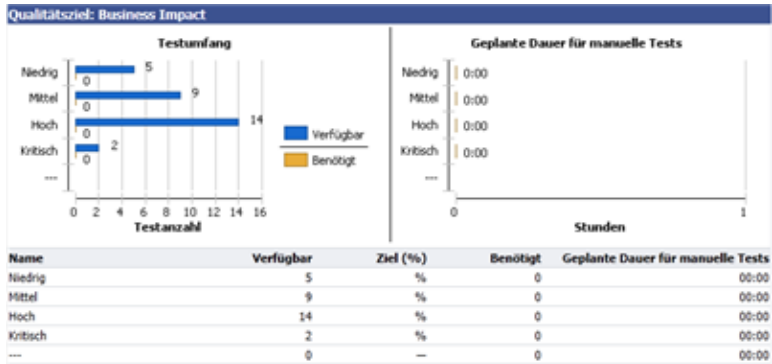 Qualitätsziel: Business Impact
Testumfang
Niedrig 5
0
Mittel 9
0
Hoch 14
0
Kritisch 2
0
---
0 2 4 6 8 10 12 14 16
Testanzahl
Verfügbar
Benötigt
Geplante Dauer für manuelle Tests
Niedrig 0:00
Mittel 0:00
Hoch 0:00
Kritisch 0:00
---
0 1
Stunden
Name Verfügbar Ziel (%) Benötigt Geplante Dauer für manuelle Tests
Niedrig 5 % 0 00:00
Mittel 9 % 0 00:00
Hoch 14 % 0 00:00
Kritisch 2 % 0 00:00
--- 0 — 0 00:00